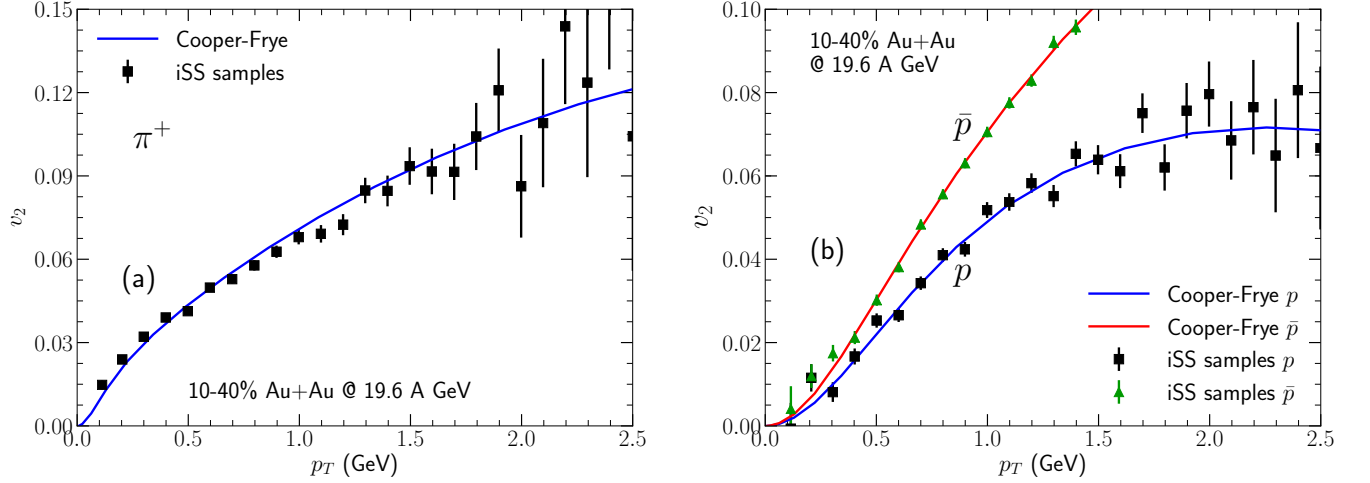 0.15
0.12
0.09
0.06
0.03
0.00
v₂
Cooper-Frye
iSS samples
π⁺
(a)
10-40% Au+Au @ 19.6 A GeV
0.0 0.5 1.0 1.5 2.0 2.5
p_T (GeV)
0.10
0.08
0.06
0.04
0.02
0.00
v₂
10-40% Au+Au
@ 19.6 A GeV
p̄
(b)
p
Cooper-Frye p
Cooper-Frye p̄
iSS samples p
iSS samples p̄
0.0 0.5 1.0 1.5 2.0 2.5
p_T (GeV)